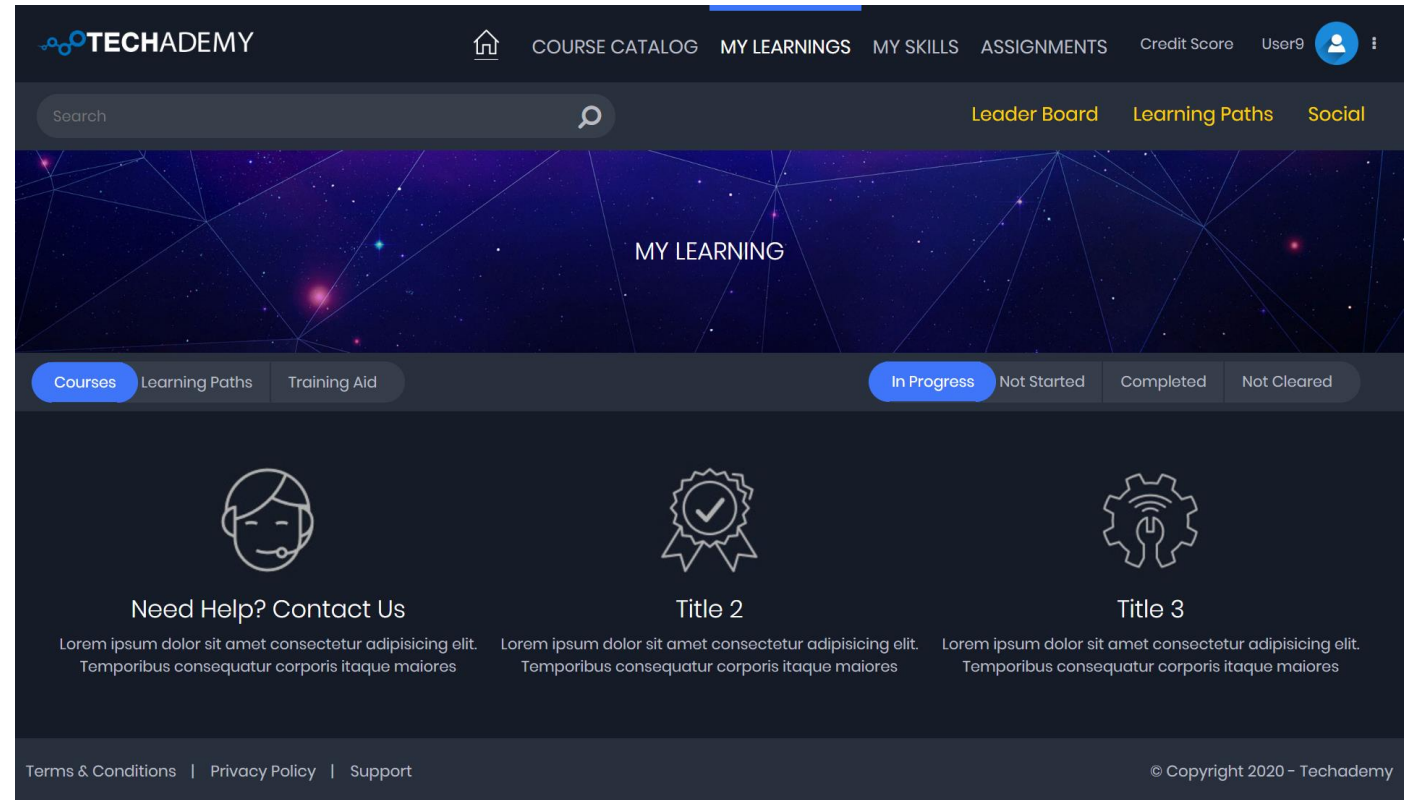 TECHADEMY
COURSE CATALOG MY LEARNINGS MY SKILLS ASSIGNMENTS Credit Score User9
Search
Leader Board Learning Paths Social
MY LEARNING
Courses Learning Paths Training Aid
In Progress Not Started Completed Not Cleared
Need Help? Contact Us
Lorem ipsum dolor sit amet consectetur adipisicing elit.
Temporibus consequatur corporis itaque maiores
Title 2
Lorem ipsum dolor sit amet consectetur adipisicing elit.
Temporibus consequatur corporis itaque maiores
Title 3
Lorem ipsum dolor sit amet consectetur adipisicing elit.
Temporibus consequatur corporis itaque maiores
Terms & Conditions | Privacy Policy | Support
© Copyright 2020 - Techademy